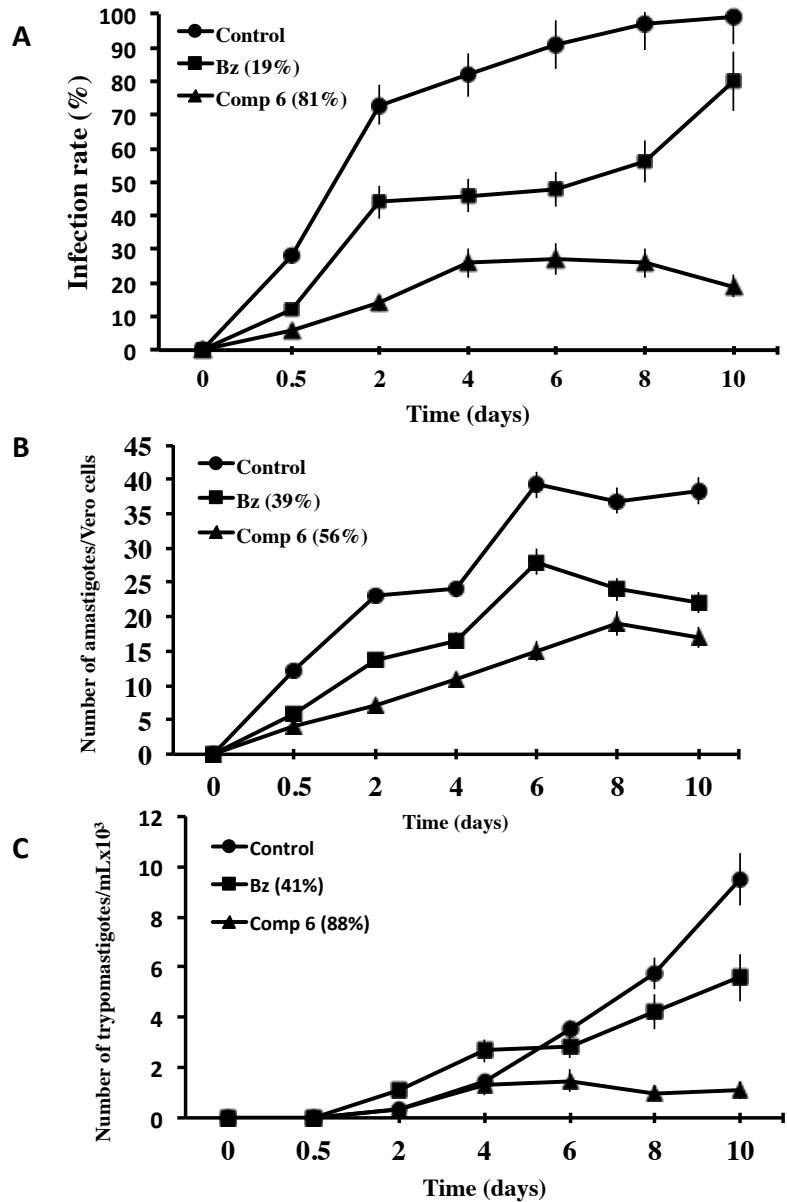 A
100
90
80
70
60
50
40
30
20
10
0
Infection rate (%)
Control
Bz (19%)
Comp 6 (81%)
0 0.5 2 4 6 8 10
Time (days)
B
45
40
35
30
25
20
15
10
5
0
Number of amastigotes/Vero cells
Control
Bz (39%)
Comp 6 (56%)
0 0.5 2 4 6 8 10
Time (days)
C
12
10
8
6
4
2
0
Number of trypomastigotes/mLx10³
Control
Bz (41%)
Comp 6 (88%)
0 0.5 2 4 6 8 10
Time (days)